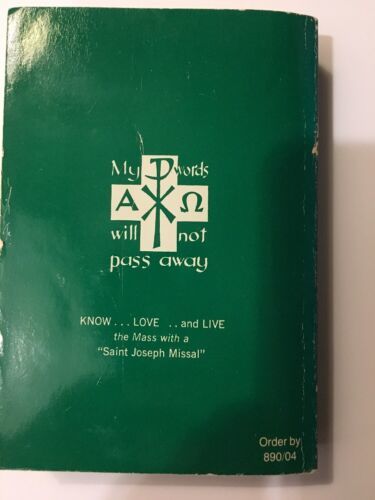 My words
Α Ω
will not
pass away
KNOW . . . LOVE . . and LIVE
the Mass with a
"Saint Joseph Missal"
Order by
890/04